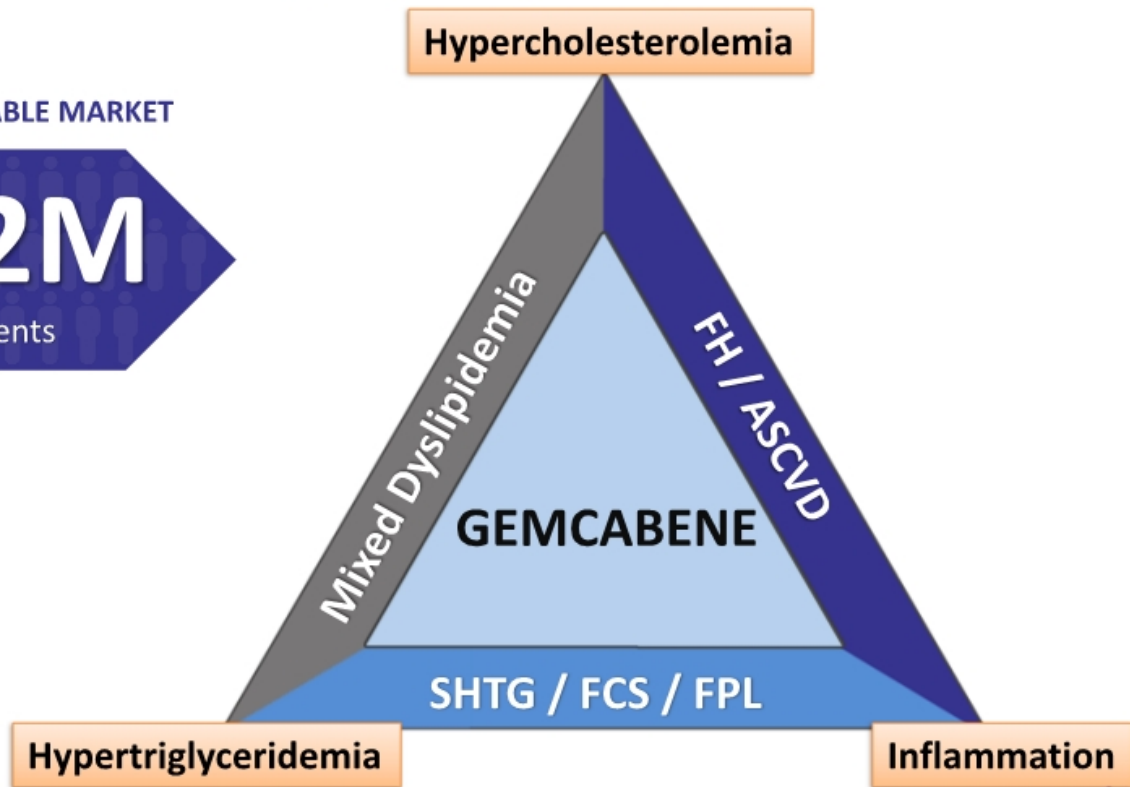 Hypercholesterolemia
ABLE MARKET
2M
ents
Mixed Dyslipidemia
FH / ASCVD
GEMCABENE
SHTG / FCS / FPL
Hypertriglyceridemia
Inflammation